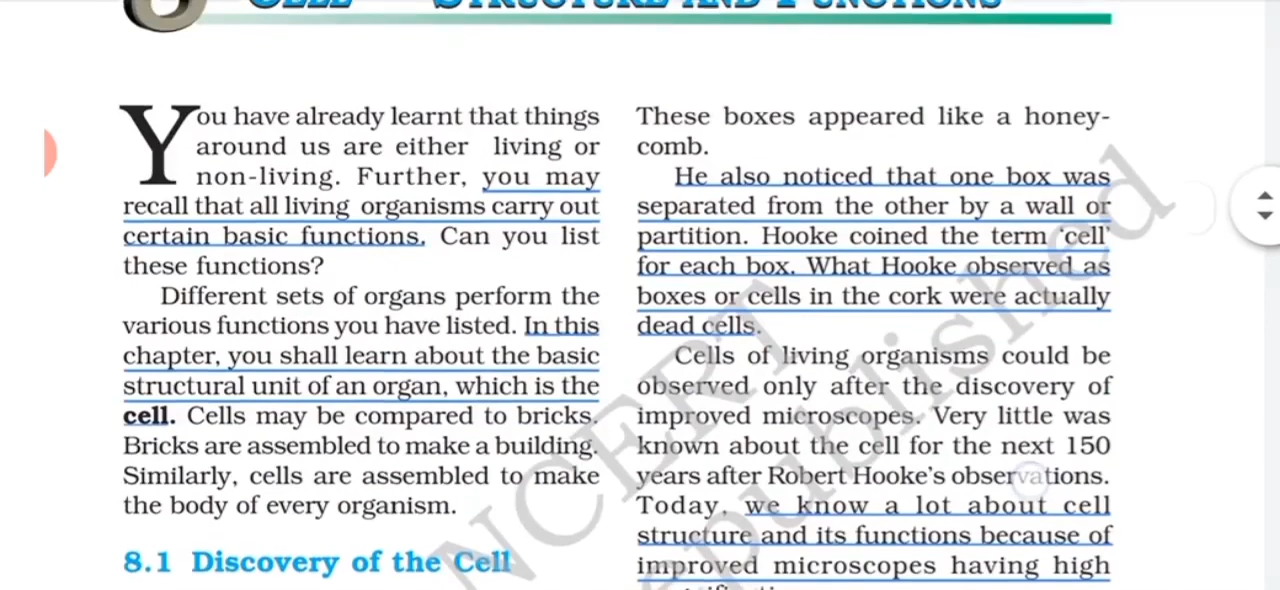 CELL STRUCTURE AND FUNCTIONS
You have already learnt that things
around us are either living or
non-living. Further, you may
recall that all living organisms carry out
certain basic functions. Can you list
these functions?
Different sets of organs perform the
various functions you have listed. In this
chapter, you shall learn about the basic
structural unit of an organ, which is the
cell. Cells may be compared to bricks.
Bricks are assembled to make a building.
Similarly, cells are assembled to make
the body of every organism.
8.1 Discovery of the Cell
These boxes appeared like a honey-
comb.
He also noticed that one box was
separated from the other by a wall or
partition. Hooke coined the term ‘cell’
for each box. What Hooke observed as
boxes or cells in the cork were actually
dead cells.
Cells of living organisms could be
observed only after the discovery of
improved microscopes. Very little was
known about the cell for the next 150
years after Robert Hooke’s observations.
Today, we know a lot about cell
structure and its functions because of
improved microscopes having high
NCERT
published